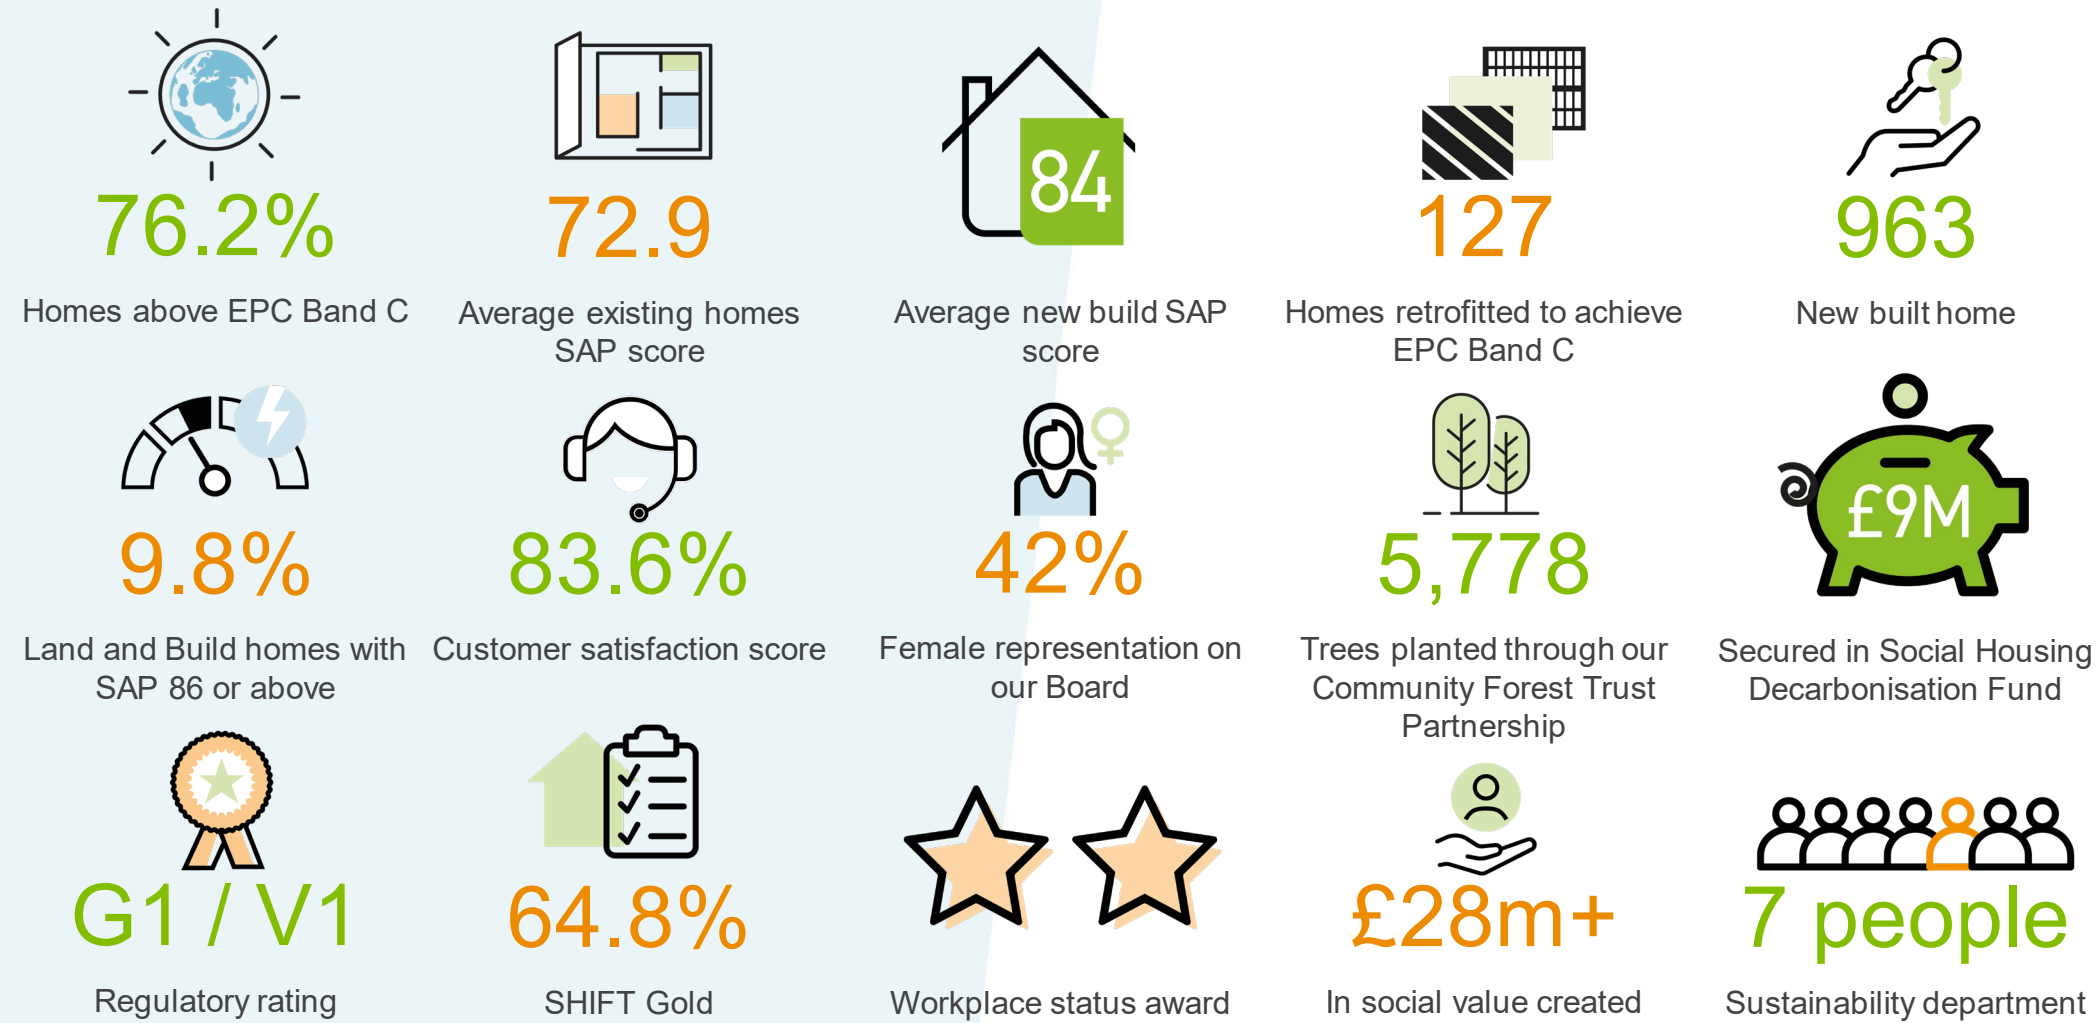 76.2%
Homes above EPC Band C
72.9
Average existing homes
SAP score
84
Average new build SAP
score
127
Homes retrofitted to achieve
EPC Band C
963
New built home
9.8%
Land and Build homes with
SAP 86 or above
83.6%
Customer satisfaction score
42%
Female representation on
our Board
5,778
Trees planted through our
Community Forest Trust
Partnership
£9M
Secured in Social Housing
Decarbonisation Fund
G1 / V1
Regulatory rating
64.8%
SHIFT Gold
Workplace status award
£28m+
In social value created
7 people
Sustainability department